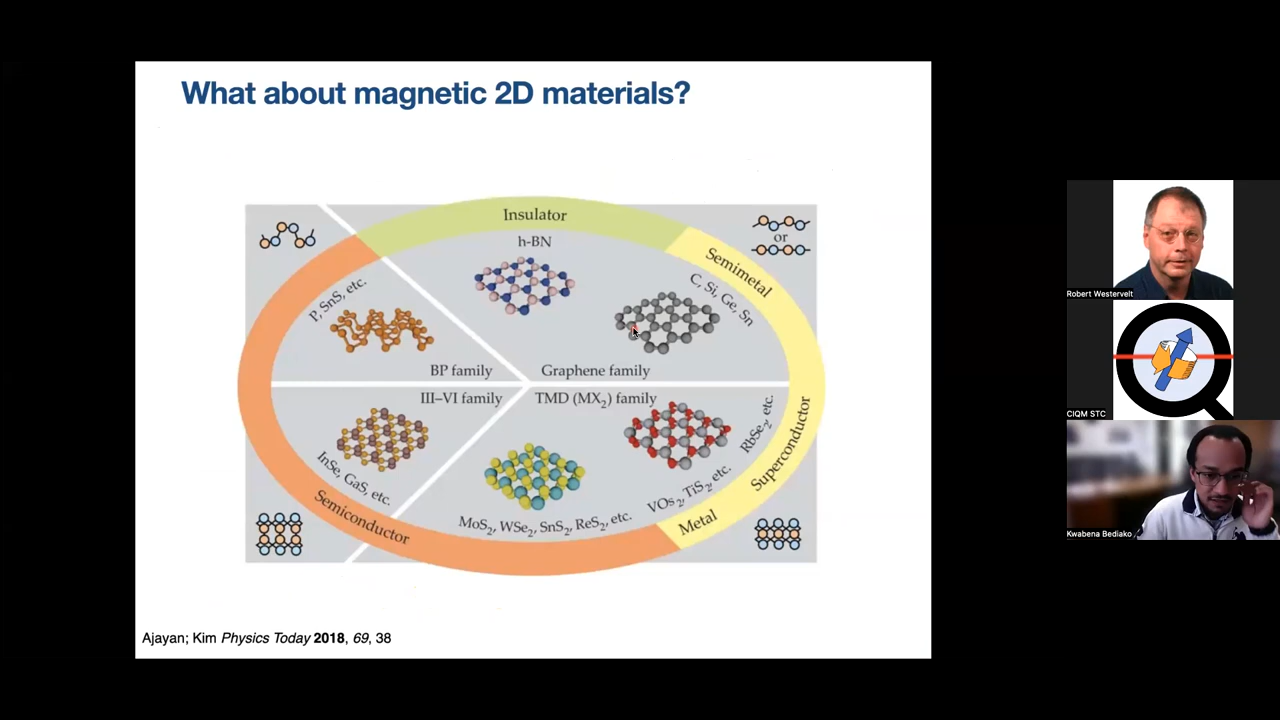 What about magnetic 2D materials?
Insulator
h-BN
or
Semimetal
C, Si, Ge, Sn
P, SnS, etc.
BP family
Graphene family
III–VI family
TMD (MX2) family
InSe, GaS, etc.
Semiconductor
MoS2, WSe2, SnS2, ReS2, etc.
VOs2, TiS2, etc.
RbSe2, etc.
Metal
Superconductor
Ajayan; Kim Physics Today 2018, 69, 38
Robert Westervelt
CIQM STC
Kwabena Bediako